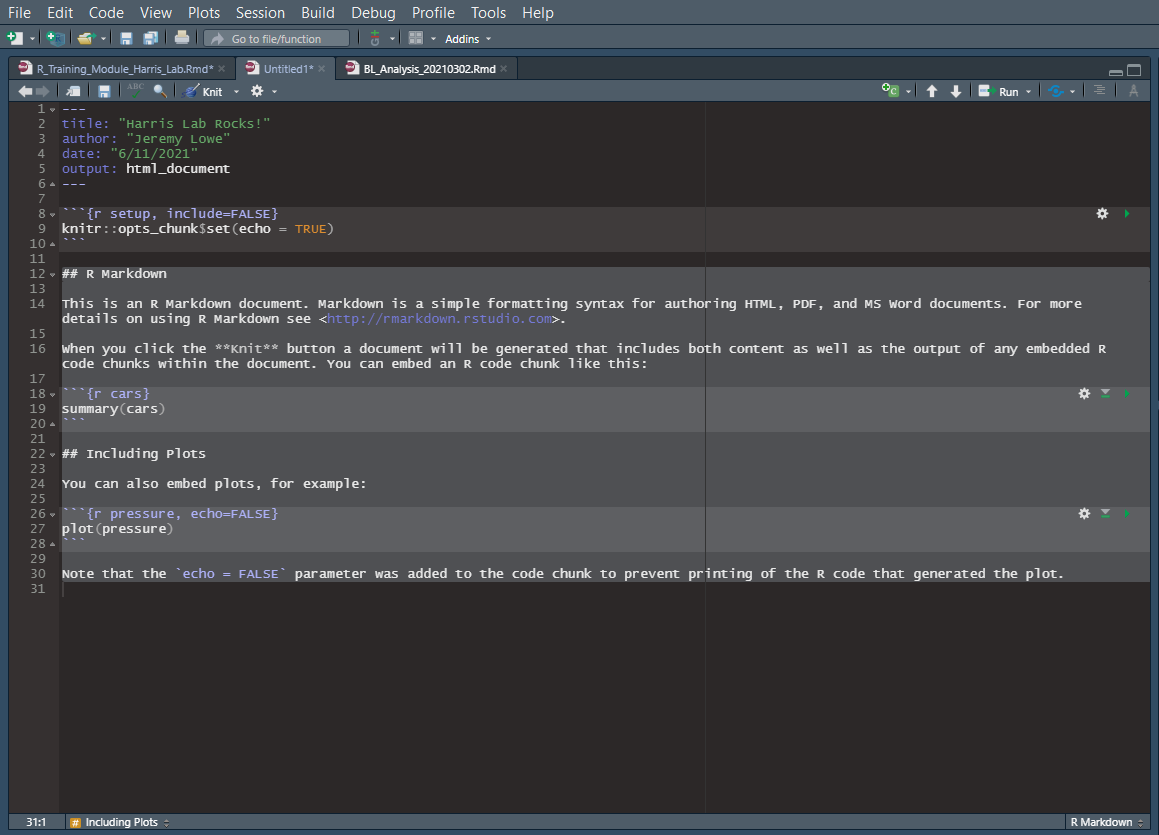 File Edit Code View Plots Session Build Debug Profile Tools Help
Go to file/function Addins
R_Training_Module_Harris_Lab.Rmd* Untitled1* BL_Analysis_20210302.Rmd
ABC Knit Run
1 ---
2 title: "Harris Lab Rocks!"
3 author: "Jeremy Lowe"
4 date: "6/11/2021"
5 output: html_document
6 ---
7
8 ```{r setup, include=FALSE}
9 knitr::opts_chunk$set(echo = TRUE)
10 ```
11
12 ## R Markdown
13
14 This is an R Markdown document. Markdown is a simple formatting syntax for authoring HTML, PDF, and MS Word documents. For more
details on using R Markdown see <http://rmarkdown.rstudio.com>.
15
16 When you click the **Knit** button a document will be generated that includes both content as well as the output of any embedded R
code chunks within the document. You can embed an R code chunk like this:
17
18 ```{r cars}
19 summary(cars)
20 ```
21
22 ## Including Plots
23
24 You can also embed plots, for example:
25
26 ```{r pressure, echo=FALSE}
27 plot(pressure)
28 ```
29
30 Note that the `echo = FALSE` parameter was added to the code chunk to prevent printing of the R code that generated the plot.
31
31:1 # Including Plots R Markdown